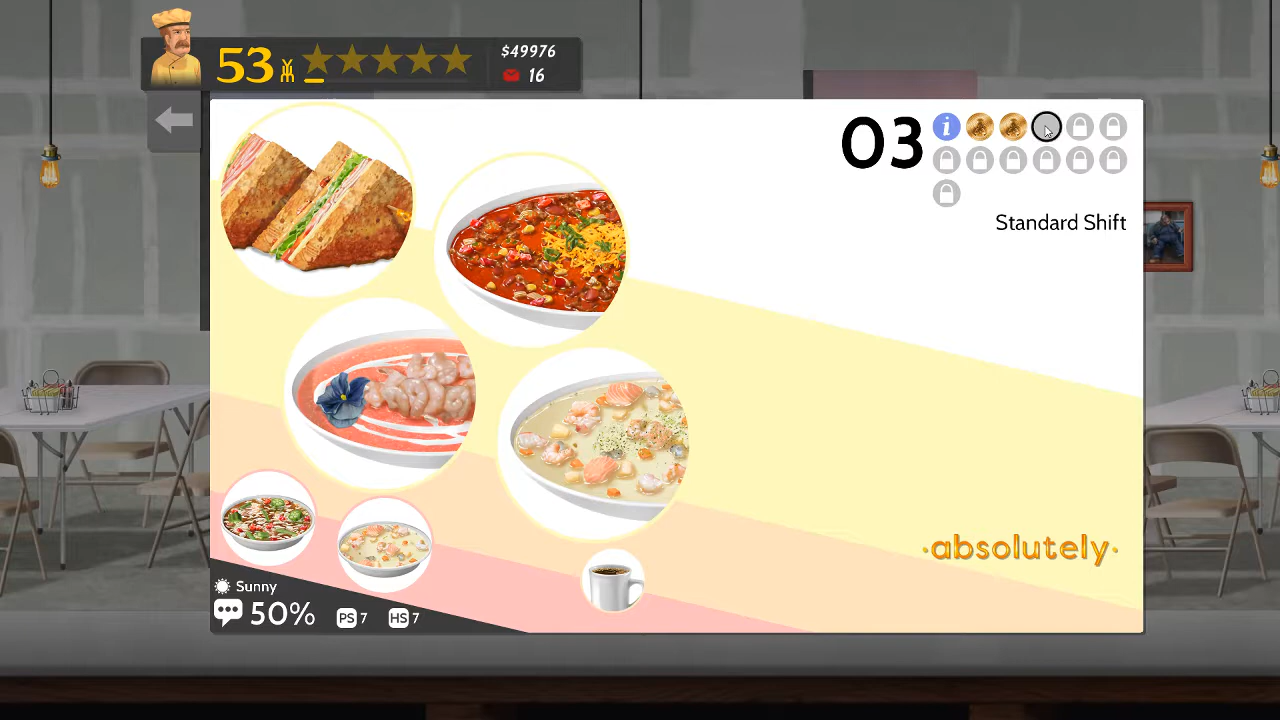 53
$49976
16
03
i
Standard Shift
·absolutely·
Sunny
50%
PS 7
HS 7